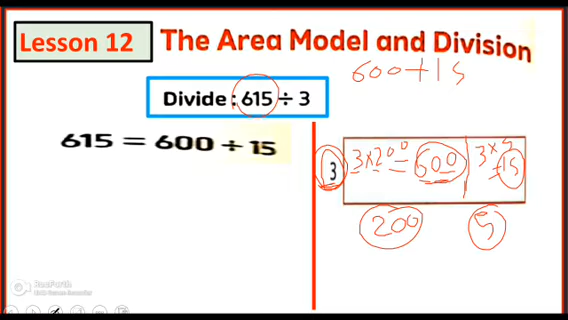 Lesson 12
The Area Model and Division
600+15
Divide : 615 ÷ 3
615 = 600 ÷ 15
3 3×200=600 3×5=15
200 5